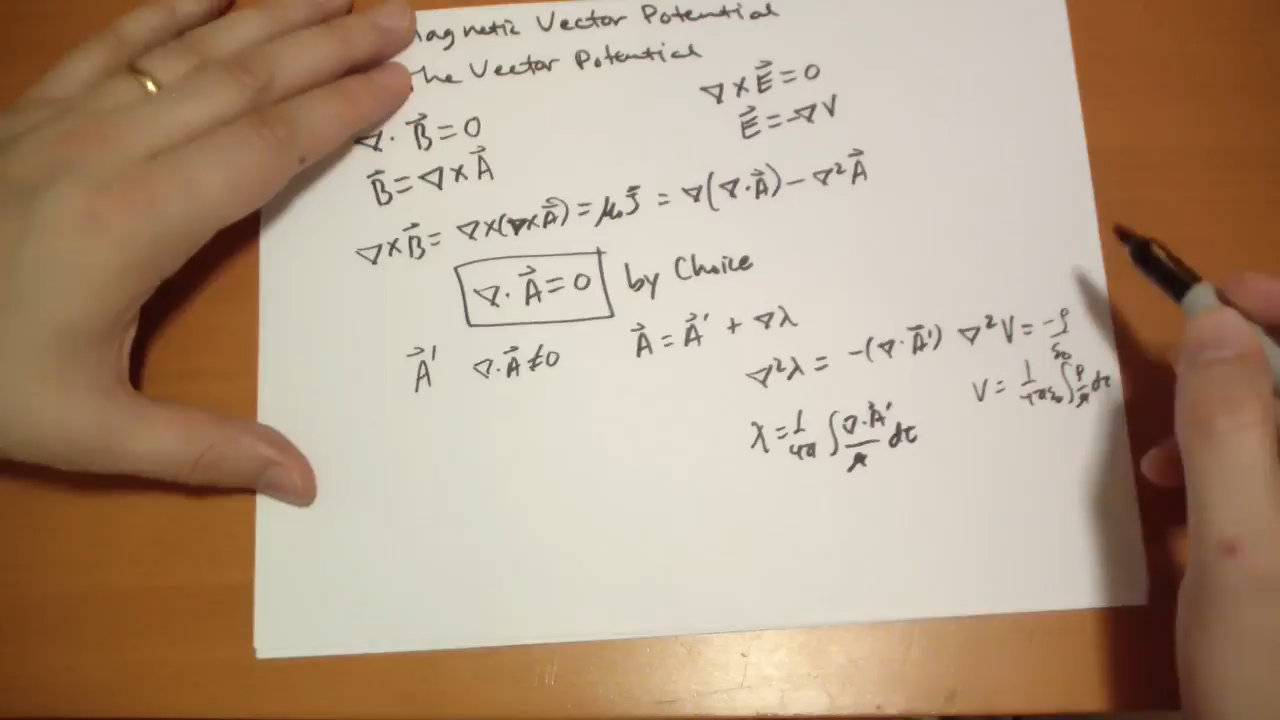 agnetic Vector Potential
he Vector Potential
∇×E⃗=0
∇·B⃗=0
E⃗=-∇V
B⃗=∇×A⃗
∇×B⃗= ∇×(∇×A⃗)=μ₀J⃗ = ∇(∇·A⃗)-∇²A⃗
∇·A⃗=0 by Choice
A⃗' ∇·A⃗≠0 A⃗=A⃗' + ∇λ
∇²λ= -(∇·A⃗') ∇²V= -ρ/ε₀
λ=1/4π ∫ ∇·A⃗'/r dτ V= 1/4πε₀ ∫ρ/r dτ